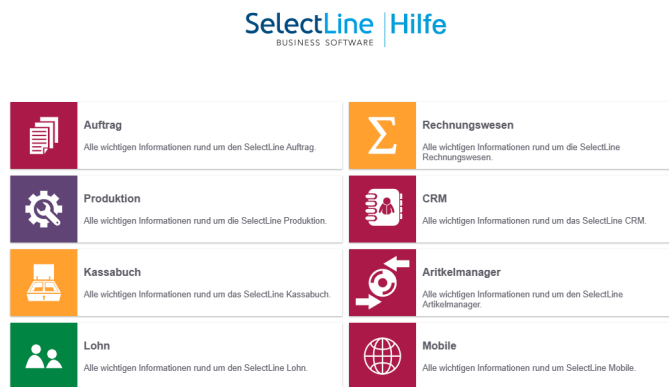 SelectLine Hilfe
BUSINESS SOFTWARE
Auftrag
Alle wichtigen Informationen rund um den SelectLine Auftrag.
Rechnungswesen
Alle wichtigen Informationen rund um die SelectLine
Rechnungswesen.
Produktion
Alle wichtigen Informationen rund um die SelectLine Produktion.
CRM
Alle wichtigen Informationen rund um das SelectLine CRM.
Kassabuch
Alle wichtigen Informationen rund um das SelectLine Kassabuch.
Aritkelmanager
Alle wichtigen Informationen rund um den SelectLine
Artikelmanager.
Lohn
Alle wichtigen Informationen rund um den SelectLine Lohn.
Mobile
Alle wichtigen Informationen rund um SelectLine Mobile.